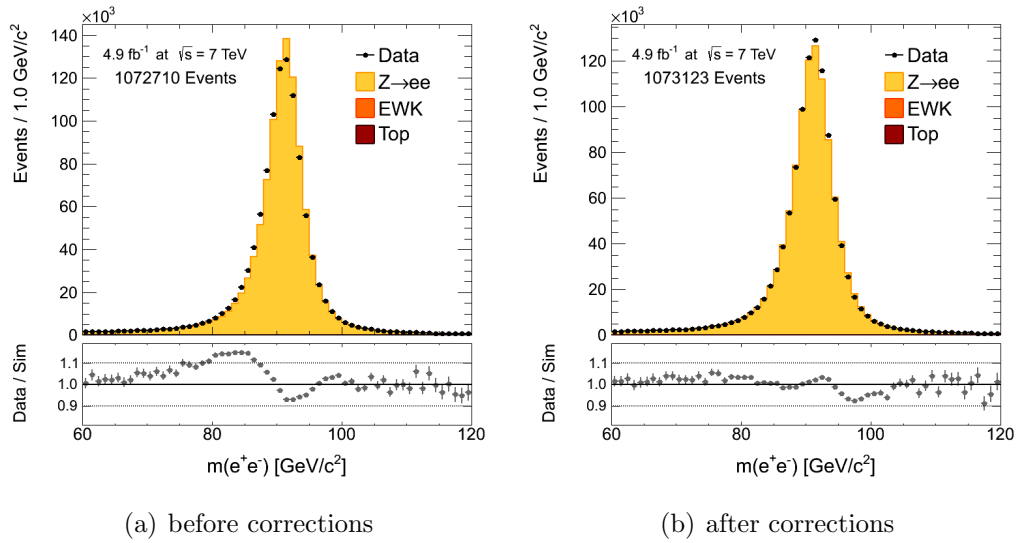 ×10³
Events / 1.0 GeV/c²
140
120
100
80
60
40
20
0
4.9 fb⁻¹ at √s = 7 TeV
1072710 Events
Data
Z→ee
EWK
Top
Data / Sim
1.1
1.0
0.9
60 80 100 120
m(e⁺e⁻) [GeV/c²]
(a) before corrections
×10³
Events / 1.0 GeV/c²
120
100
80
60
40
20
0
4.9 fb⁻¹ at √s = 7 TeV
1073123 Events
Data
Z→ee
EWK
Top
Data / Sim
1.1
1.0
0.9
60 80 100 120
m(e⁺e⁻) [GeV/c²]
(b) after corrections